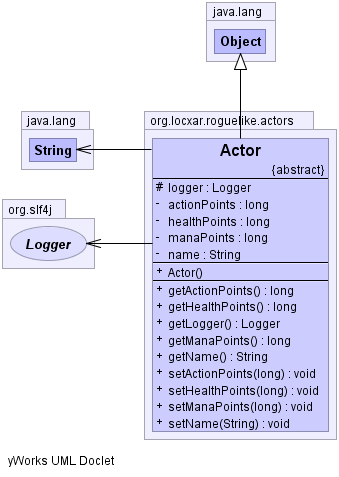 java.lang
Object
java.lang
String
org.slf4j
Logger
org.locxar.roguelike.actors
Actor
{abstract}
# logger : Logger
- actionPoints : long
- healthPoints : long
- manaPoints : long
- name : String
+ Actor()
+ getActionPoints() : long
+ getHealthPoints() : long
+ getLogger() : Logger
+ getManaPoints() : long
+ getName() : String
+ setActionPoints(long) : void
+ setHealthPoints(long) : void
+ setManaPoints(long) : void
+ setName(String) : void
yWorks UML Doclet